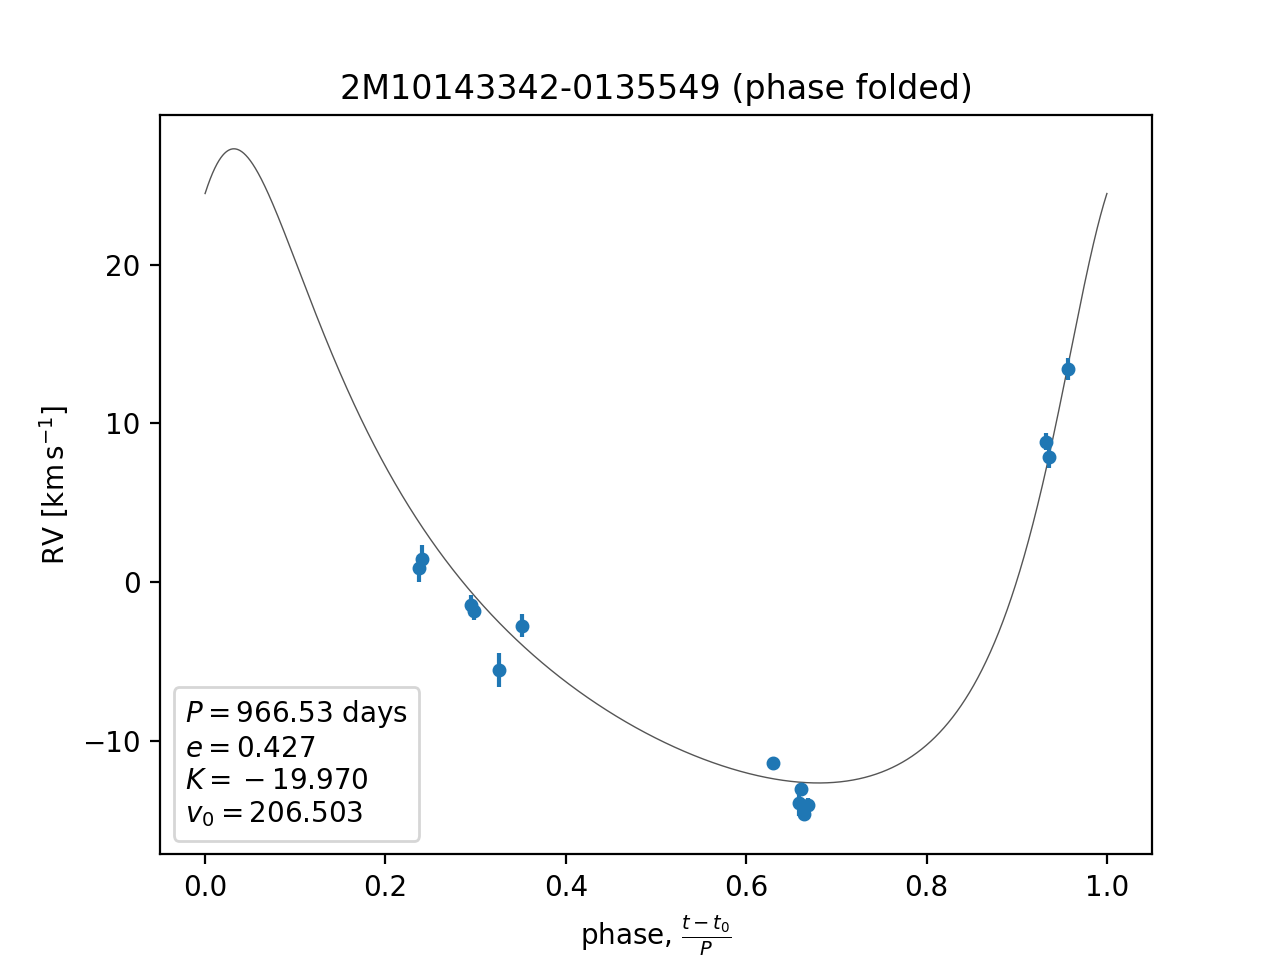 2M10143342-0135549 (phase folded)
RV [km s⁻¹]
20
10
0
−10
P = 966.53 days
e = 0.427
K = −19.970
v₀ = 206.503
0.0 0.2 0.4 0.6 0.8 1.0
phase, (t − t₀)/P